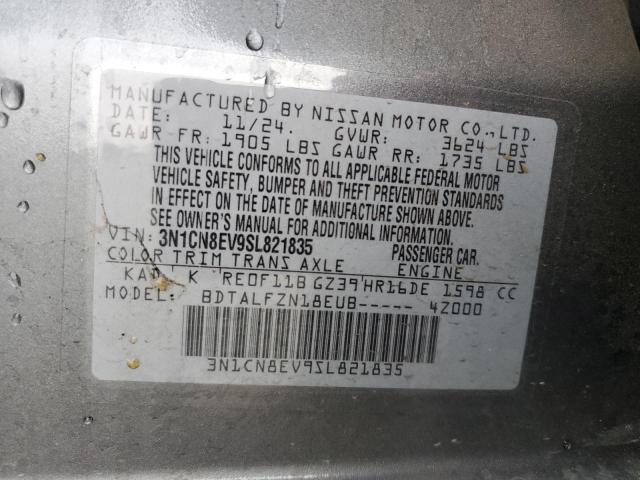 MANUFACTURED BY NISSAN MOTOR CO., LTD.
DATE: 11/24. GVWR: 3624 LBS
GAWR FR: 1905 LBS GAWR RR: 1735 LBS
THIS VEHICLE CONFORMS TO ALL APPLICABLE FEDERAL MOTOR
VEHICLE SAFETY, BUMPER AND THEFT PREVENTION STANDARDS
IN EFFECT ON THE DATE OF MANUFACTURE SHOWN ABOVE.
SEE OWNER'S MANUAL FOR ADDITIONAL INFORMATION.
VIN: 3N1CN8EV9SL821835 PASSENGER CAR.
COLOR TRIM TRANS AXLE ENGINE
K RE0F11B GZ39 HR16DE 1598 CC
MODEL: BDTALFZN18EUB----- 42000
3N1CN8EV9SL821835